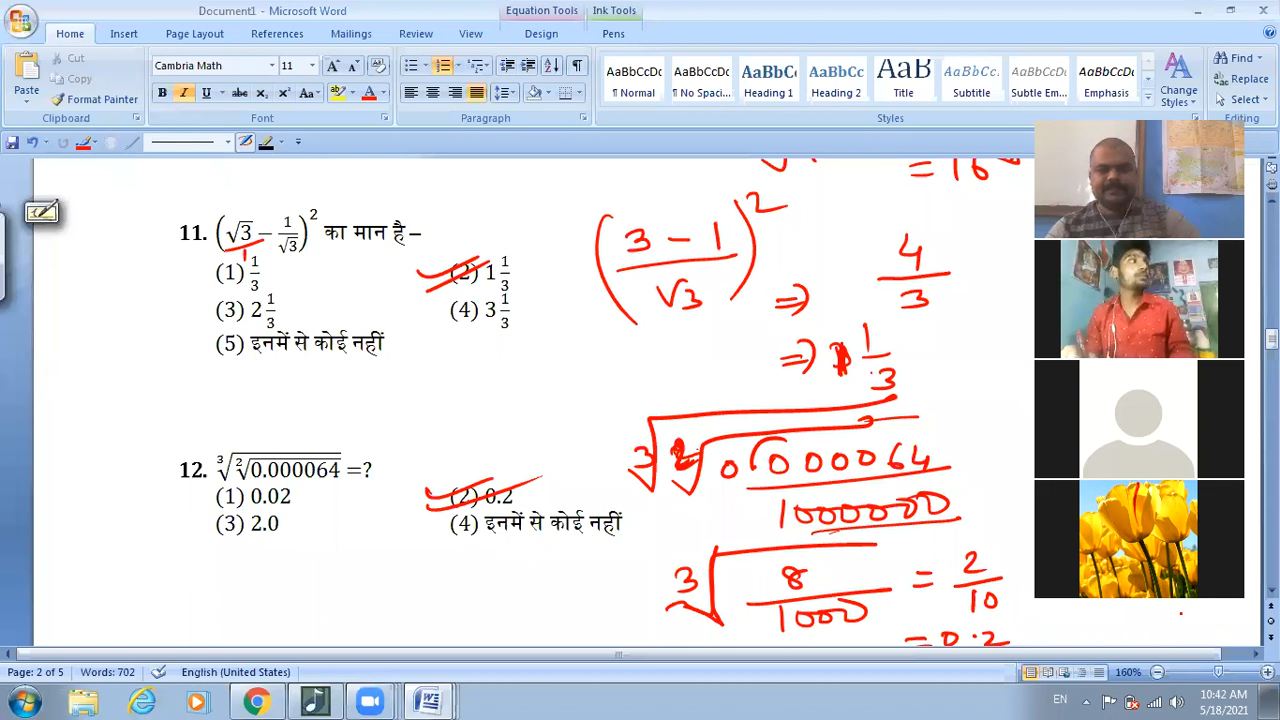 Document1 - Microsoft Word
Equation Tools
Ink Tools
Home Insert Page Layout References Mailings Review View Design Pens
Cut
Copy
Format Painter
Paste
Clipboard
Cambria Math 11
Font
Paragraph
AaBbCcDc AaBbCcDc AaBbCc AaBbCc AaB AaBbCc. AaBbCcDc AaBbCcDc
¶ Normal ¶ No Spaci... Heading 1 Heading 2 Title Subtitle Subtle Em... Emphasis
Change Styles
Styles
Find
Replace
Select
Editing
= 16
11. (√3 − 1/√3)² का मान है –
(1) 1/3 (2) 1 1/3
(3) 2 1/3 (4) 3 1/3
(5) इनमें से कोई नहीं
((3 − 1)/√3)²
⇒ 4/3
⇒ 1 1/3
12. ∛(²√0.000064) =?
(1) 0.02 (2) 0.2
(3) 2.0 (4) इनमें से कोई नहीं
∛(²√(0 000064/1000000))
∛(8/1000) = 2/10
= 0.2
Page: 2 of 5 Words: 702 English (United States) 160%
EN 10:42 AM
5/18/2021